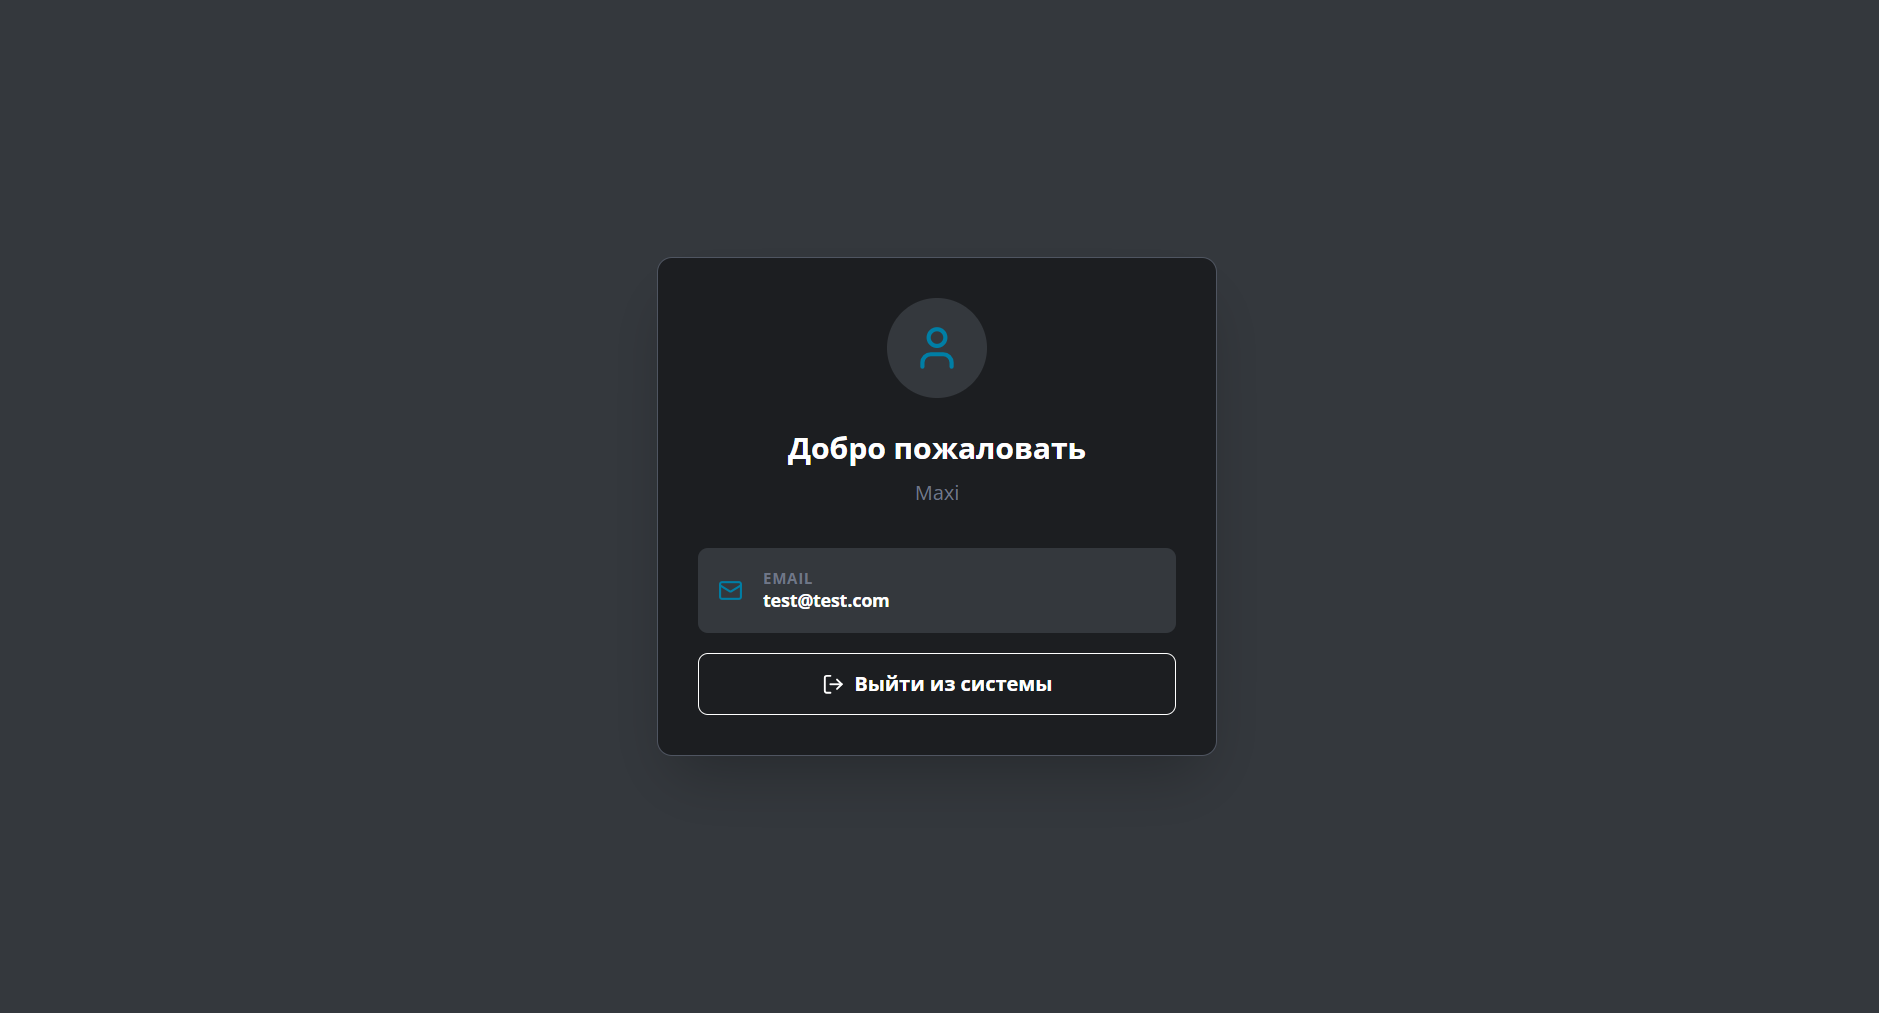 Добро пожаловать
Maxi
EMAIL
test@test.com
Выйти из системы